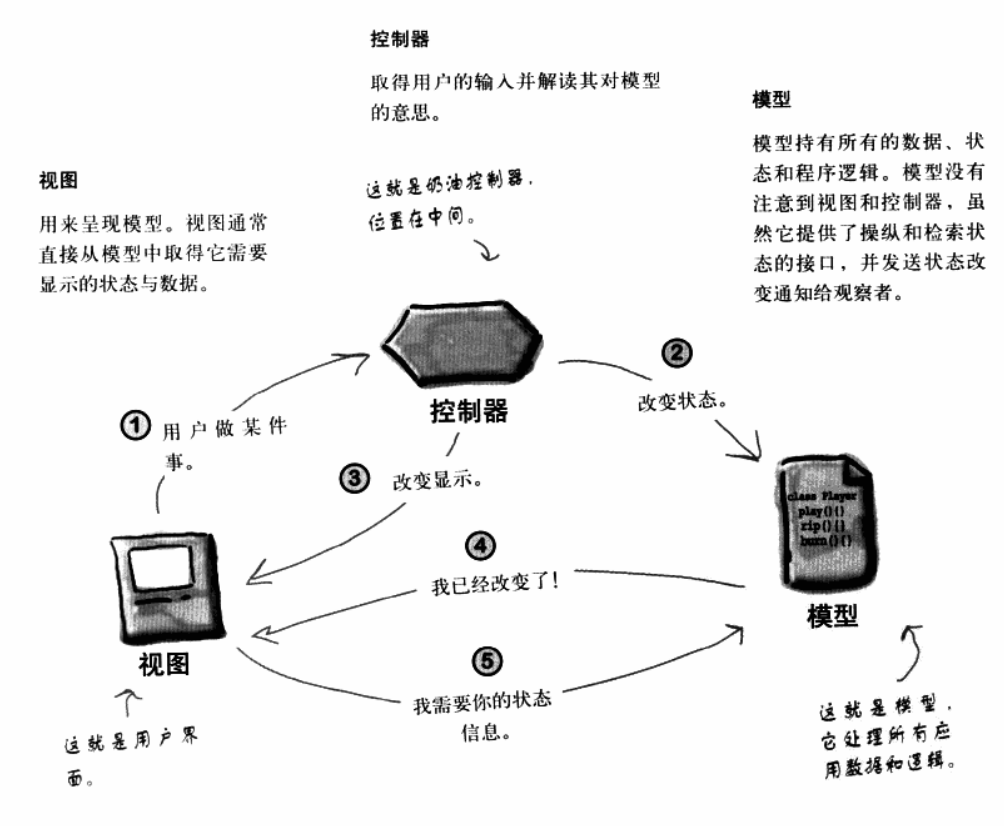 控制器
取得用户的输入并解读其对模型
的意思。
模型
模型持有所有的数据、状
态和程序逻辑。模型没有
注意到视图和控制器，虽
然它提供了操纵和检索状
态的接口，并发送状态改
变通知给观察者。
视图
用来呈现模型。视图通常
直接从模型中取得它需要
显示的状态与数据。
这就是奶油控制器，
位置在中间。
控制器
① 用户做某件
事。
②
改变状态。
③ 改变显示。
class Player
play(){}
rip(){}
burn(){}
④
我已经改变了！
模型
视图
⑤
我需要你的状态
信息。
这就是用户界
面。
这就是模型，
它处理所有应
用数据和逻辑。